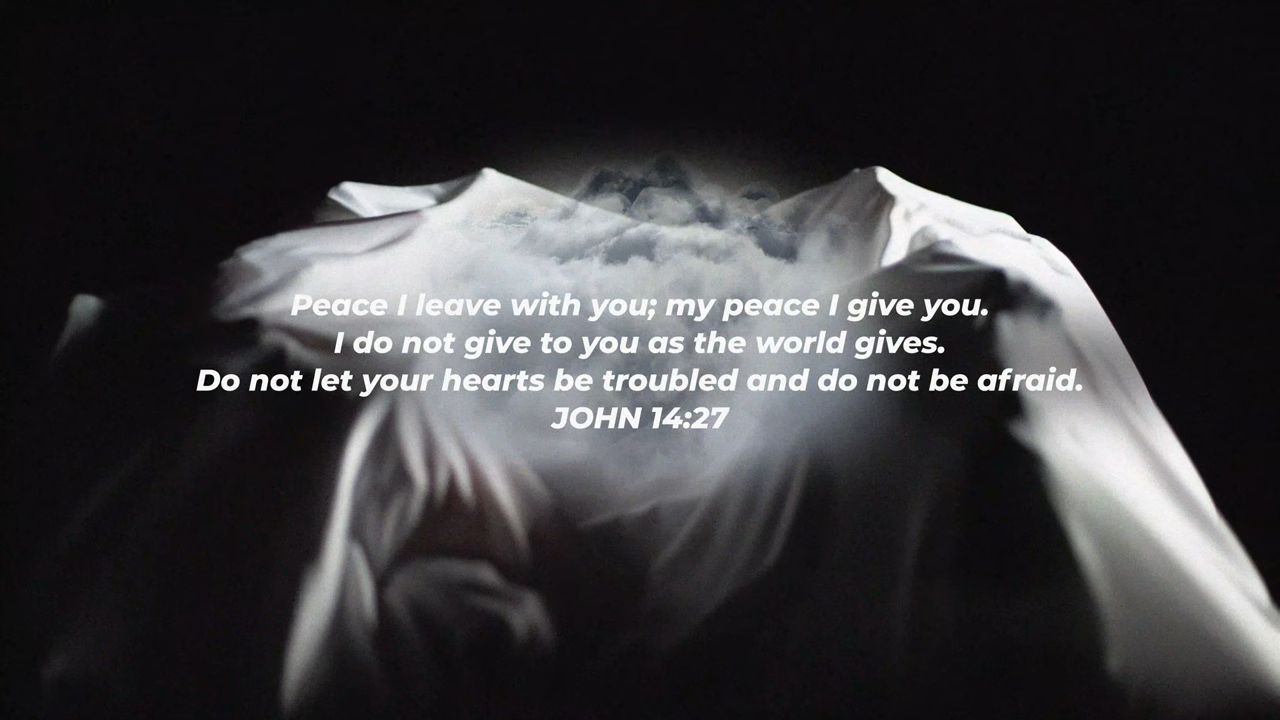 Peace I leave with you; my peace I give you.
I do not give to you as the world gives.
Do not let your hearts be troubled and do not be afraid.
JOHN 14:27